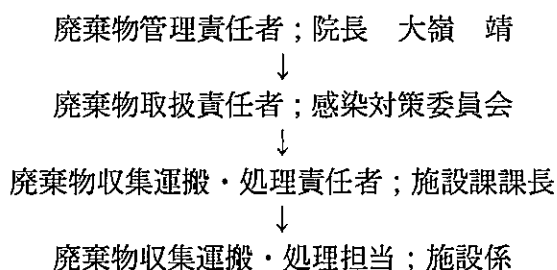 廃棄物管理責任者；院長　大嶺　靖
↓
廃棄物取扱責任者；感染対策委員会
↓
廃棄物収集運搬・処理責任者；施設課課長
↓
廃棄物収集運搬・処理担当；施設係